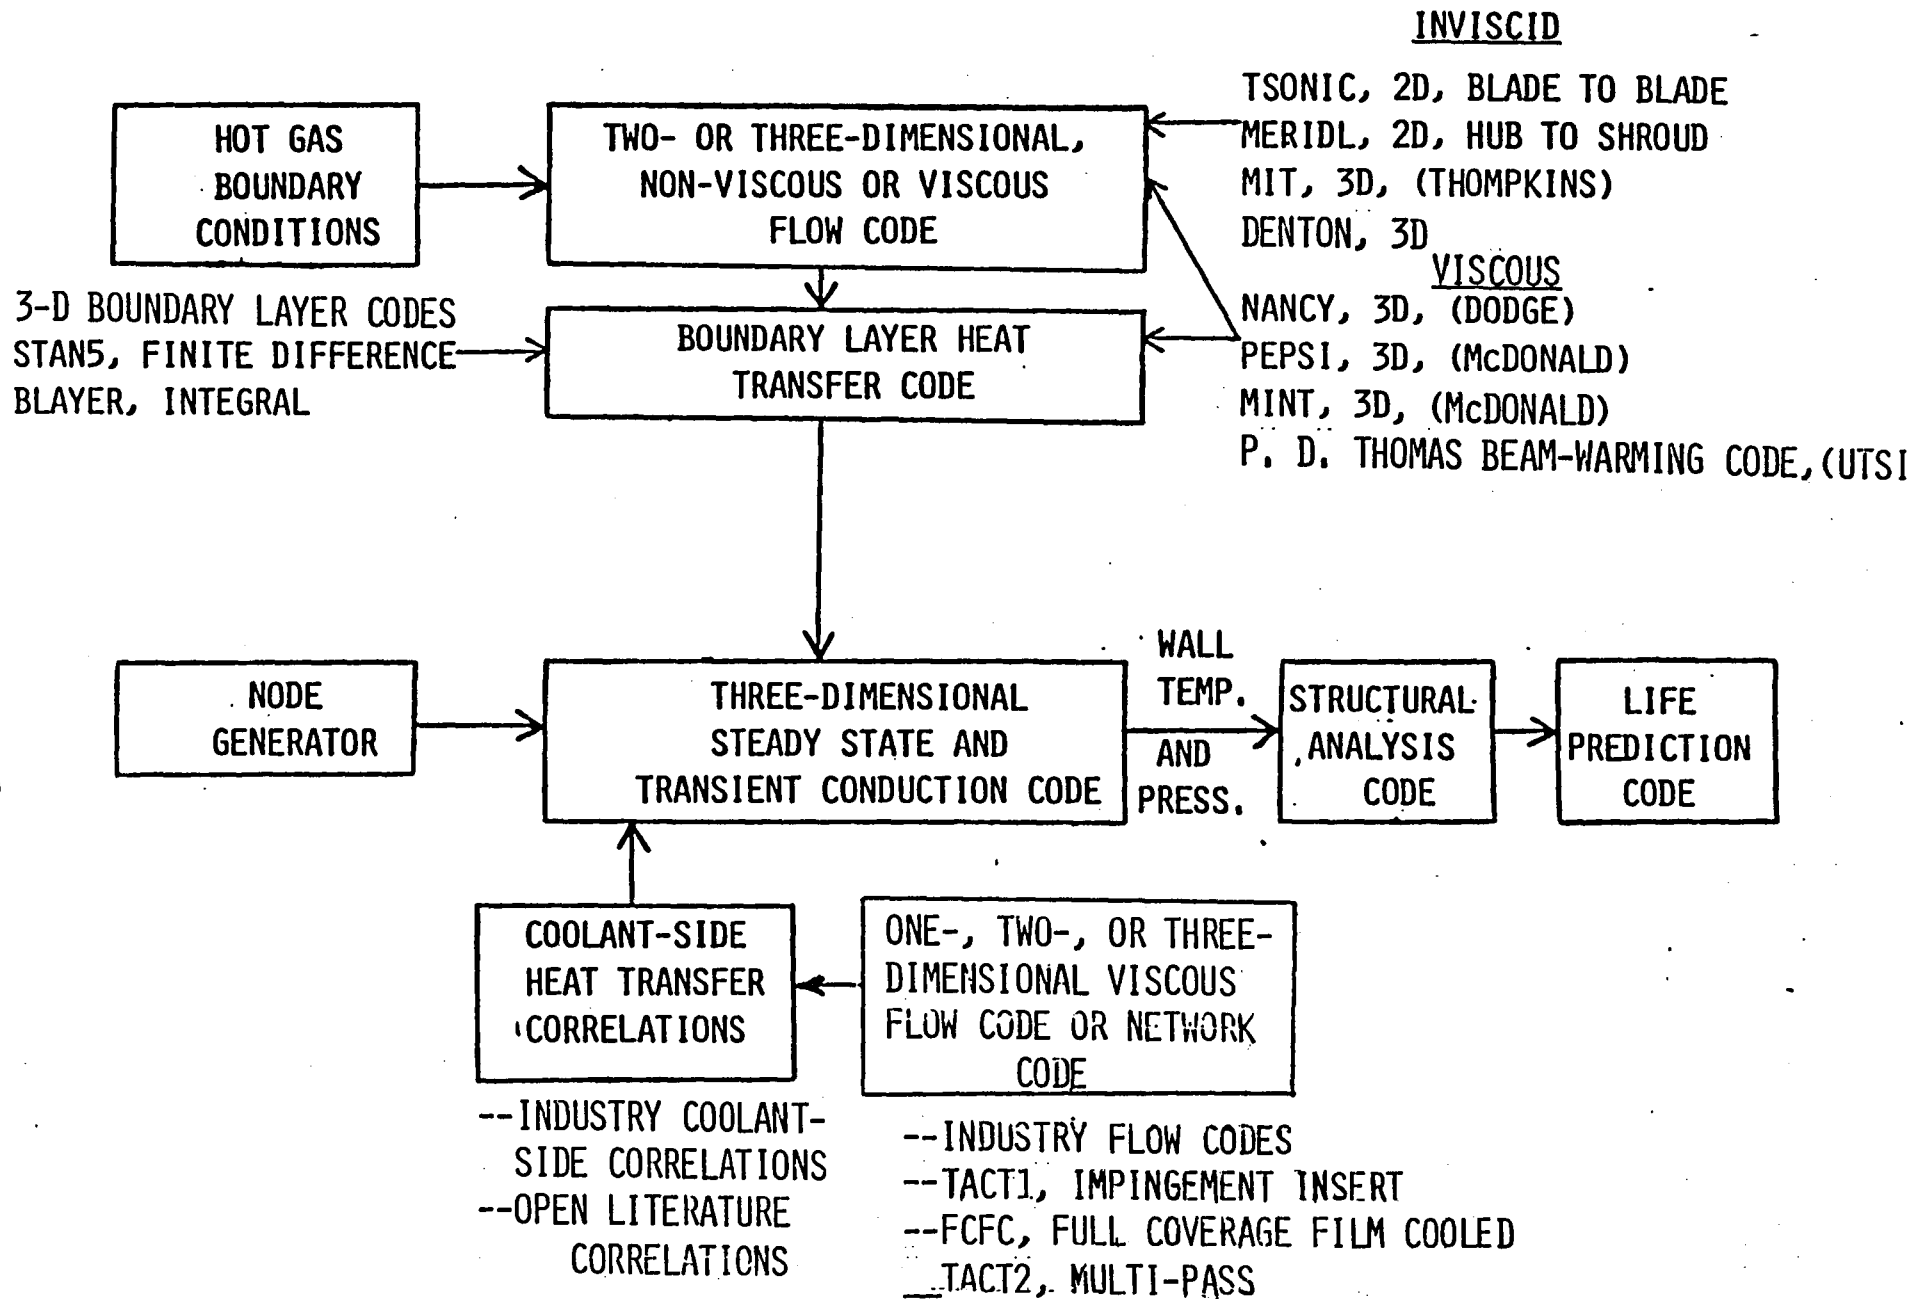 INVISCID
TSONIC, 2D, BLADE TO BLADE
MERIDL, 2D, HUB TO SHROUD
MIT, 3D, (THOMPKINS)
DENTON, 3D
VISCOUS
NANCY, 3D, (DODGE)
PEPSI, 3D, (McDONALD)
MINT, 3D, (McDONALD)
P. D. THOMAS BEAM-WARMING CODE, (UTSI
HOT GAS
BOUNDARY
CONDITIONS
TWO- OR THREE-DIMENSIONAL,
NON-VISCOUS OR VISCOUS
FLOW CODE
3-D BOUNDARY LAYER CODES
STAN5, FINITE DIFFERENCE
BLAYER, INTEGRAL
BOUNDARY LAYER HEAT
TRANSFER CODE
NODE
GENERATOR
THREE-DIMENSIONAL
STEADY STATE AND
TRANSIENT CONDUCTION CODE
WALL
TEMP.
AND
PRESS.
STRUCTURAL
ANALYSIS
CODE
LIFE
PREDICTION
CODE
COOLANT-SIDE
HEAT TRANSFER
CORRELATIONS
ONE-, TWO-, OR THREE-
DIMENSIONAL VISCOUS
FLOW CODE OR NETWORK
CODE
--INDUSTRY COOLANT-
SIDE CORRELATIONS
--OPEN LITERATURE
CORRELATIONS
--INDUSTRY FLOW CODES
--TACT1, IMPINGEMENT INSERT
--FCFC, FULL COVERAGE FILM COOLED
--TACT2, MULTI-PASS